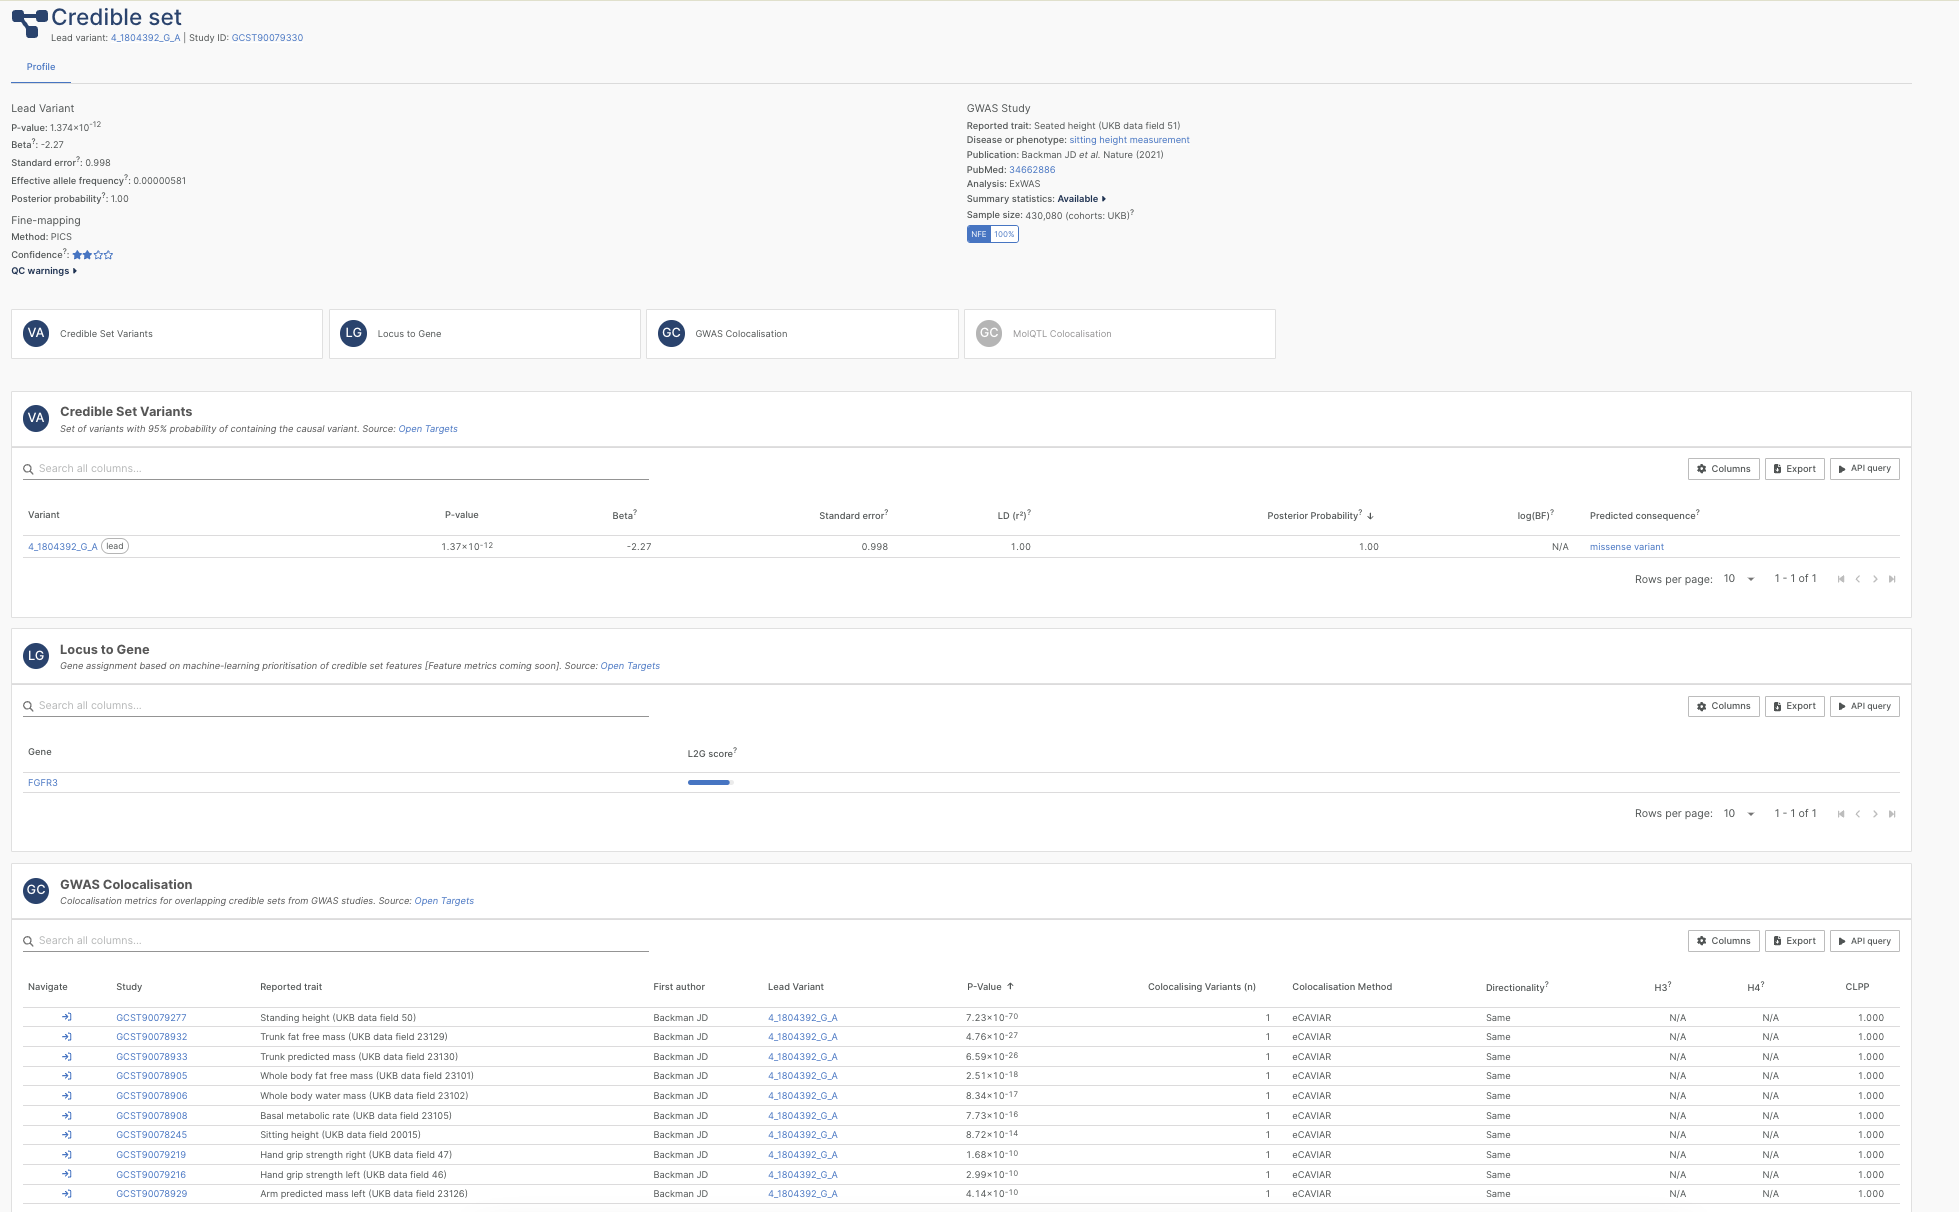 Credible set
Lead variant: 4_1804392_G_A | Study ID: GCST90079330
Profile
Lead Variant
P-value: 1.374×10-12
Beta?: -2.27
Standard error?: 0.998
Effective allele frequency?: 0.00000581
Posterior probability?: 1.00
Fine-mapping
Method: PICS
Confidence?:
QC warnings
GWAS Study
Reported trait: Seated height (UKB data field 51)
Disease or phenotype: sitting height measurement
Publication: Backman JD et al. Nature (2021)
PubMed: 34662886
Analysis: ExWAS
Summary statistics: Available
Sample size: 430,080 (cohorts: UKB)?
NFE 100%
VA Credible Set Variants
LG Locus to Gene
GC GWAS Colocalisation
GC MolQTL Colocalisation
VA Credible Set Variants
Set of variants with 95% probability of containing the causal variant. Source: Open Targets
Search all columns...
Columns Export API query
Variant P-value Beta? Standard error? LD (r²)? Posterior Probability? log(BF)? Predicted consequence?
4_1804392_G_A lead 1.37×10-12 -2.27 0.998 1.00 1.00 N/A missense variant
Rows per page: 10 1 - 1 of 1
LG Locus to Gene
Gene assignment based on machine-learning prioritisation of credible set features [Feature metrics coming soon]. Source: Open Targets
Search all columns...
Columns Export API query
Gene L2G score?
FGFR3
Rows per page: 10 1 - 1 of 1
GC GWAS Colocalisation
Colocalisation metrics for overlapping credible sets from GWAS studies. Source: Open Targets
Search all columns...
Columns Export API query
Navigate Study Reported trait First author Lead Variant P-Value Colocalising Variants (n) Colocalisation Method Directionality? H3? H4? CLPP
GCST90079277 Standing height (UKB data field 50) Backman JD 4_1804392_G_A 7.23×10-70 1 eCAVIAR Same N/A N/A 1.000
GCST90078932 Trunk fat free mass (UKB data field 23129) Backman JD 4_1804392_G_A 4.76×10-27 1 eCAVIAR Same N/A N/A 1.000
GCST90078933 Trunk predicted mass (UKB data field 23130) Backman JD 4_1804392_G_A 6.59×10-26 1 eCAVIAR Same N/A N/A 1.000
GCST90078905 Whole body fat free mass (UKB data field 23101) Backman JD 4_1804392_G_A 2.51×10-18 1 eCAVIAR Same N/A N/A 1.000
GCST90078906 Whole body water mass (UKB data field 23102) Backman JD 4_1804392_G_A 8.34×10-17 1 eCAVIAR Same N/A N/A 1.000
GCST90078908 Basal metabolic rate (UKB data field 23105) Backman JD 4_1804392_G_A 7.73×10-16 1 eCAVIAR Same N/A N/A 1.000
GCST90078245 Sitting height (UKB data field 20015) Backman JD 4_1804392_G_A 8.72×10-14 1 eCAVIAR Same N/A N/A 1.000
GCST90079219 Hand grip strength right (UKB data field 47) Backman JD 4_1804392_G_A 1.68×10-10 1 eCAVIAR Same N/A N/A 1.000
GCST90079216 Hand grip strength left (UKB data field 46) Backman JD 4_1804392_G_A 2.99×10-10 1 eCAVIAR Same N/A N/A 1.000
GCST90078929 Arm predicted mass left (UKB data field 23126) Backman JD 4_1804392_G_A 4.14×10-10 1 eCAVIAR Same N/A N/A 1.000